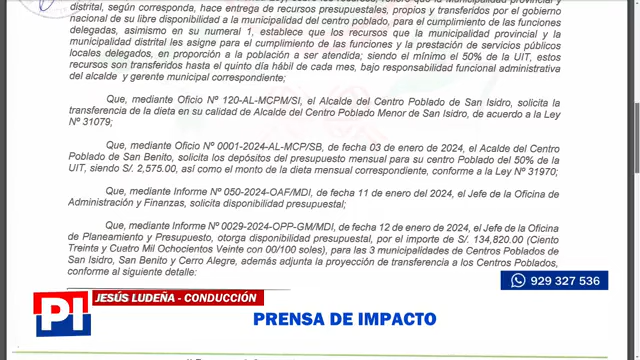 distrital, según corresponda, hace entrega de recursos presupuestales, propios y transferidos por el gobierno
nacional de su libre disponibilidad a la municipalidad del centro poblado, para el cumplimiento de las funciones
delegadas, asimismo en su numeral 1, establece que los recursos que la municipalidad provincial y la
municipalidad distrital les asigne para el cumplimiento de las funciones y la prestación de servicios públicos
locales delegados, en proporción a la población a ser atendida; siendo el mínimo el 50% de la UIT, estos
recursos son transferidos hasta el quinto día hábil de cada mes, bajo responsabilidad funcional administrativa
del alcalde y gerente municipal correspondiente;
Que, mediante Oficio Nº 120-AL-MCPM/SI, el Alcalde del Centro Poblado de San Isidro, solicita la
transferencia de la dieta en su calidad de Alcalde del Centro Poblado Menor de San Isidro, de acuerdo a la Ley
Nº 31079;
Que, mediante Oficio Nº 0001-2024-AL-MCP/SB, de fecha 03 de enero de 2024, el Acalde del Centro
Poblado de San Benito, solicita los depósitos del presupuesto mensual para su centro Poblado del 50% de la
UIT, siendo S/. 2,575.00, así como el monto de la dieta mensual correspondiente, conforme a la Ley Nº 31970;
Que, mediante Informe Nº 050-2024-OAF/MDI, de fecha 11 de enero del 2024, el Jefe de la Oficina de
Administración y Finanzas, solicita disponibilidad presupuestal;
Que, mediante Informe Nº 0029-2024-OPP-GM/MDI, de fecha 12 de enero del 2024, el Jefe de la Oficina
de Planeamiento y Presupuesto, otorga disponibilidad presupuestal, por el importe de S/. 134,820.00 (Ciento
Treinta y Cuatro Mil Ochocientos Veinte con 00/100 soles), para las 3 municipalidades de Centros Poblados de
San Isidro, San Benito y Cerro Alegre, además adjunta la proyección de transferencia a los Centros Poblados,
conforme al siguiente detalle:
929 327 536
JESÚS LUDEÑA - CONDUCCIÓN
PI
PRENSA DE IMPACTO